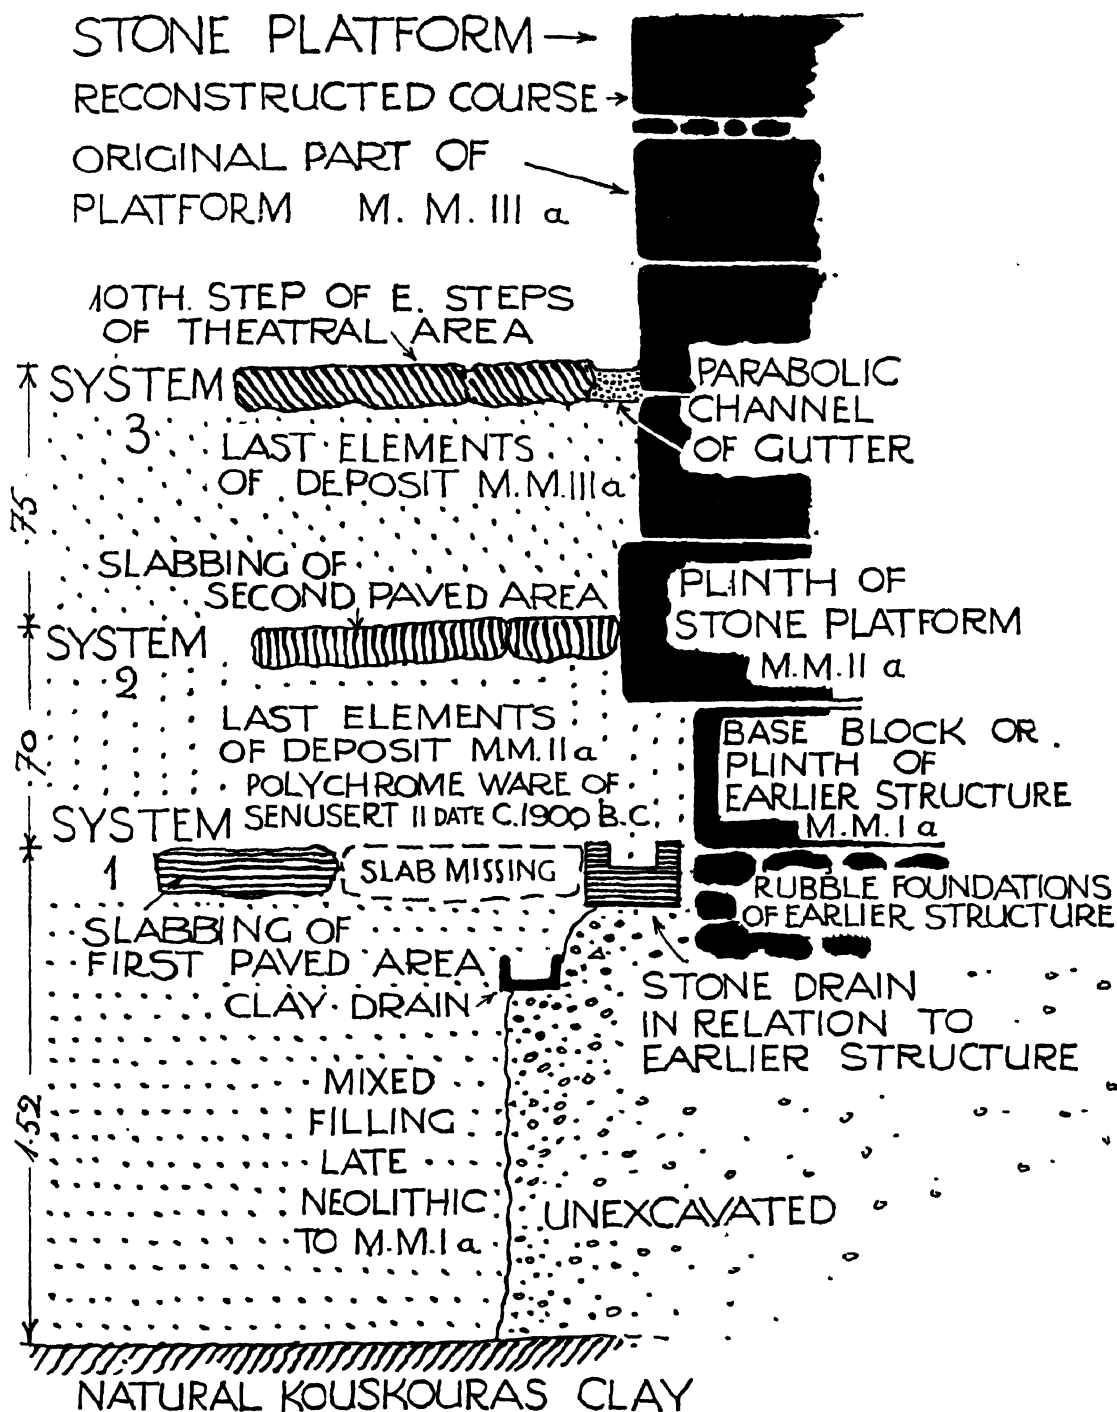 STONE PLATFORM
RECONSTRUCTED COURSE
ORIGINAL PART OF
PLATFORM M. M. III a
10TH. STEP OF E. STEPS
OF THEATRAL AREA
SYSTEM
3
PARABOLIC
CHANNEL
OF GUTTER
LAST ELEMENTS
OF DEPOSIT M.M.IIIa
.75
SLABBING OF
SECOND PAVED AREA
PLINTH OF
STONE PLATFORM
M.M.II a
SYSTEM
2
LAST ELEMENTS
OF DEPOSIT M.M.IIa
POLYCHROME WARE OF
SENUSERT II DATE C.1900 B.C.
.70
BASE BLOCK OR
PLINTH OF
EARLIER STRUCTURE
M.M.I a
SYSTEM
1
SLAB MISSING
RUBBLE FOUNDATIONS
OF EARLIER STRUCTURE
SLABBING OF
FIRST PAVED AREA
CLAY DRAIN
STONE DRAIN
IN RELATION TO
EARLIER STRUCTURE
MIXED
FILLING
LATE
NEOLITHIC
TO M.M.I a
1.52
UNEXCAVATED
NATURAL KOUSKOURAS CLAY